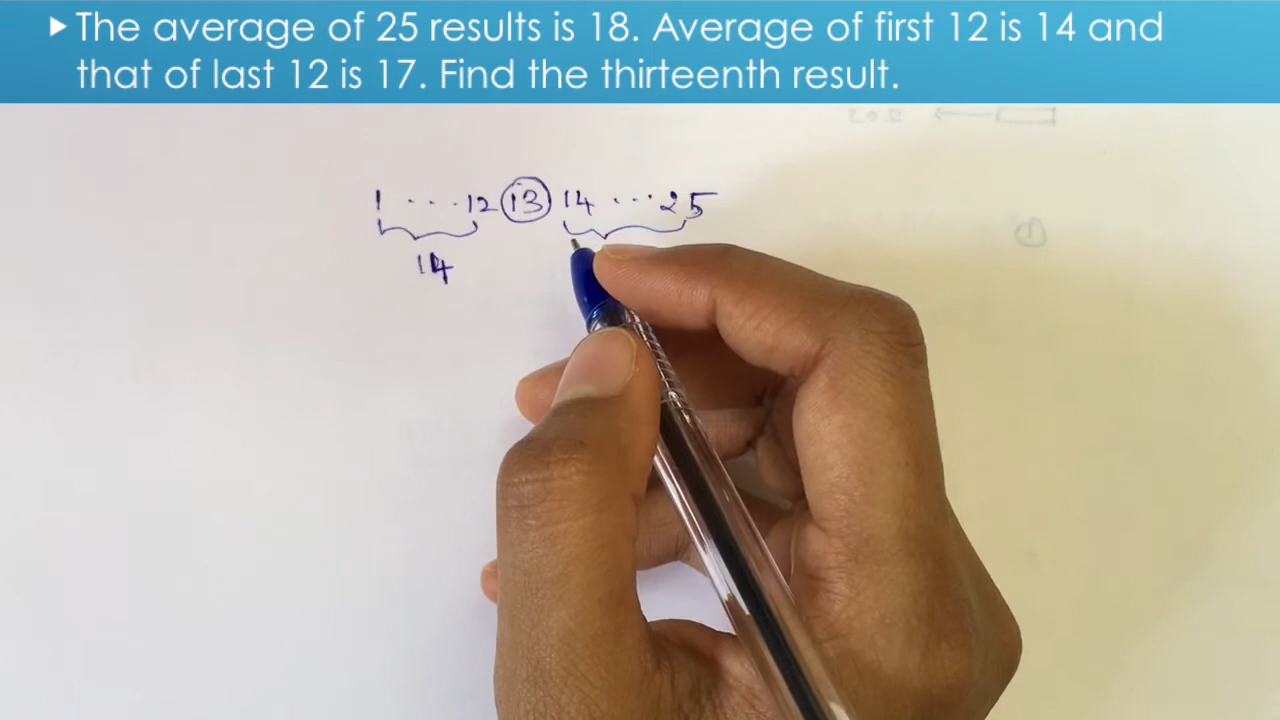 ▶ The average of 25 results is 18. Average of first 12 is 14 and
that of last 12 is 17. Find the thirteenth result.
1 ... 12 13 14 ... 25
14